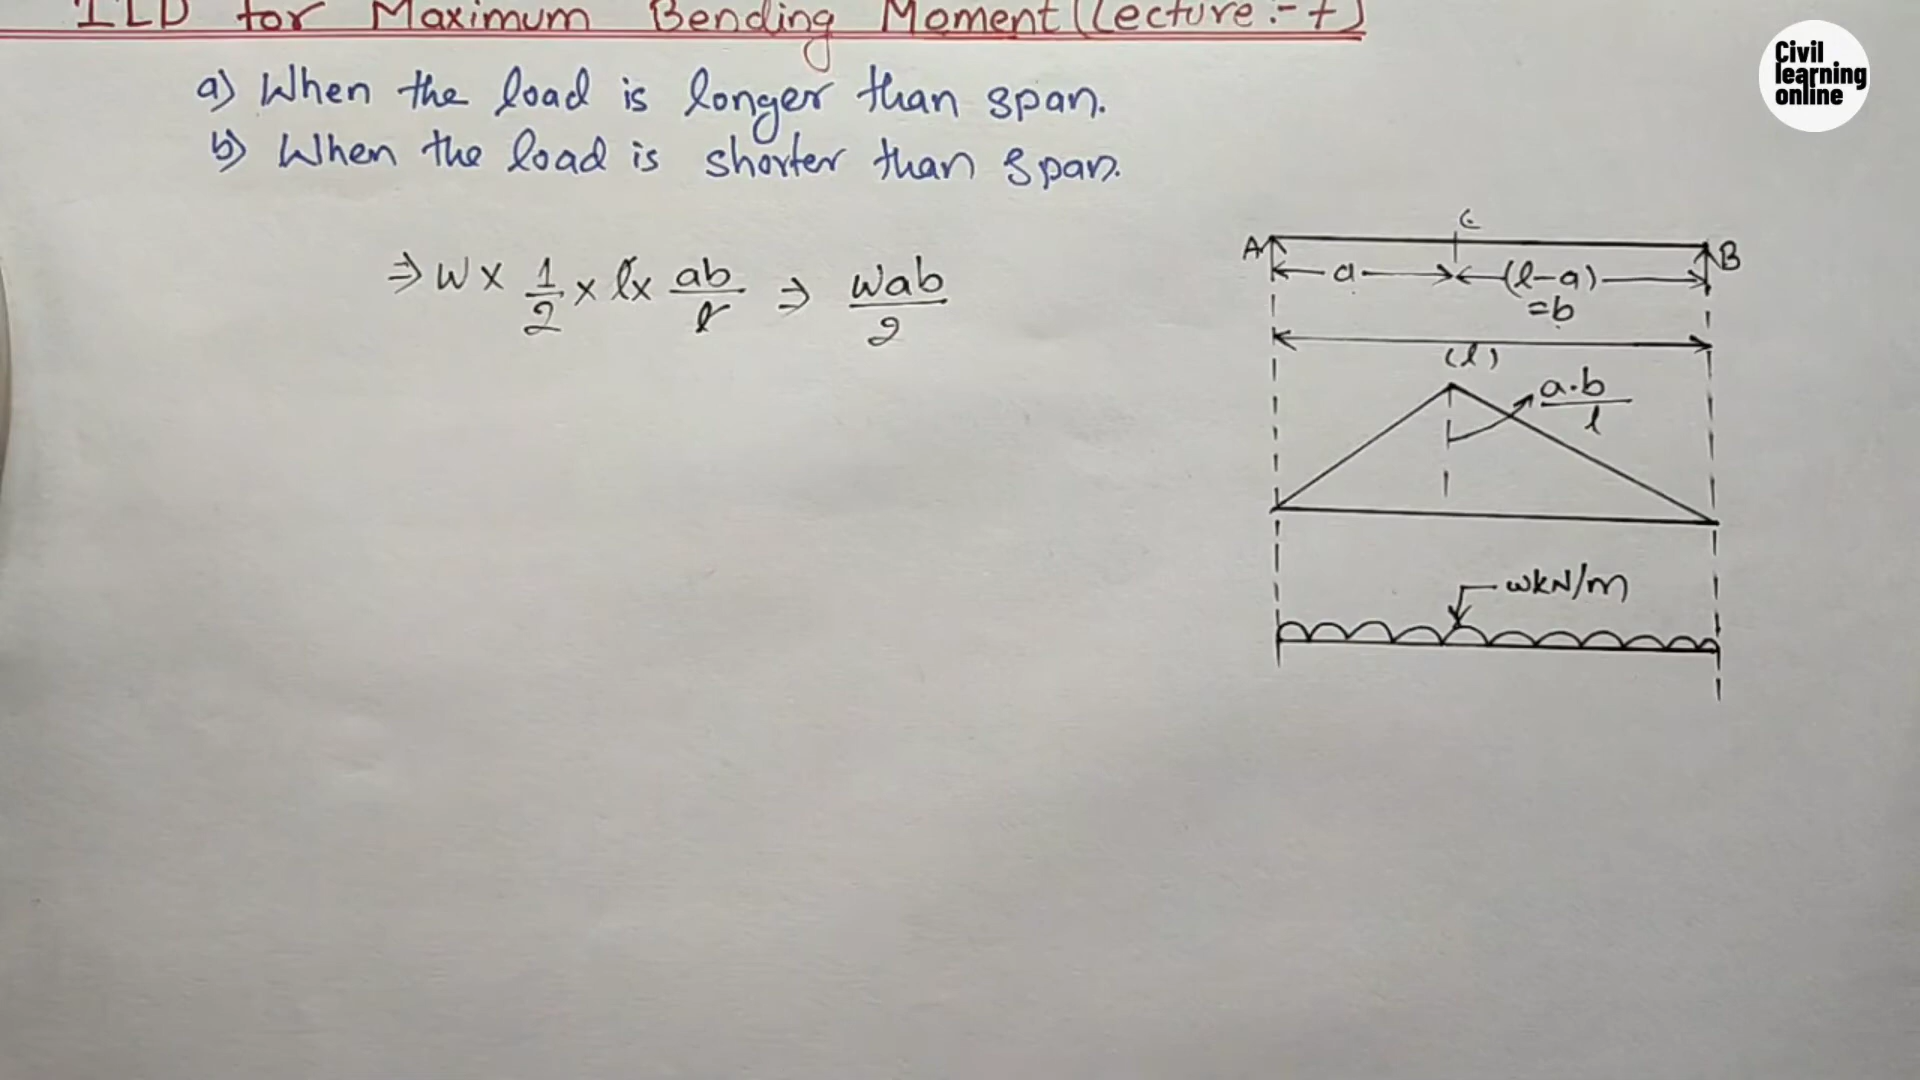 ILD for Maximum Bending Moment (Lecture:-7)
a) When the load is longer than span.
b) When the load is shorter than span.
⇒ W × 1/2 × l × ab/l ⇒ Wab/2
C
A B
a (l-a)
=b
(l)
a.b/l
wkN/m
Civil
learning
online